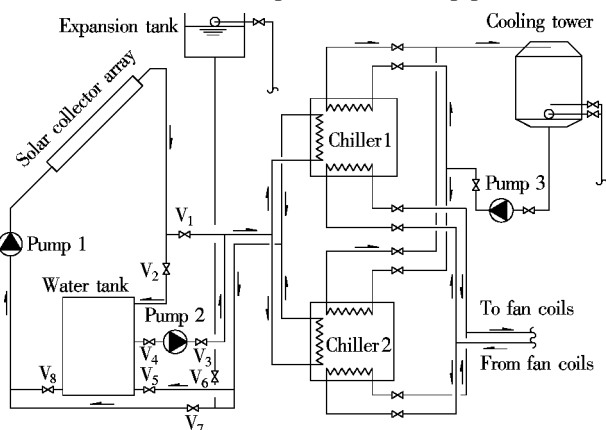 Expansion tank
Cooling tower
Solar collector array
Chiller1
Pump 3
V1
Pump 1
V2
Water tank
Pump 2
To fan coils
V4
V3
Chiller2
From fan coils
V8
V5
V6
V7